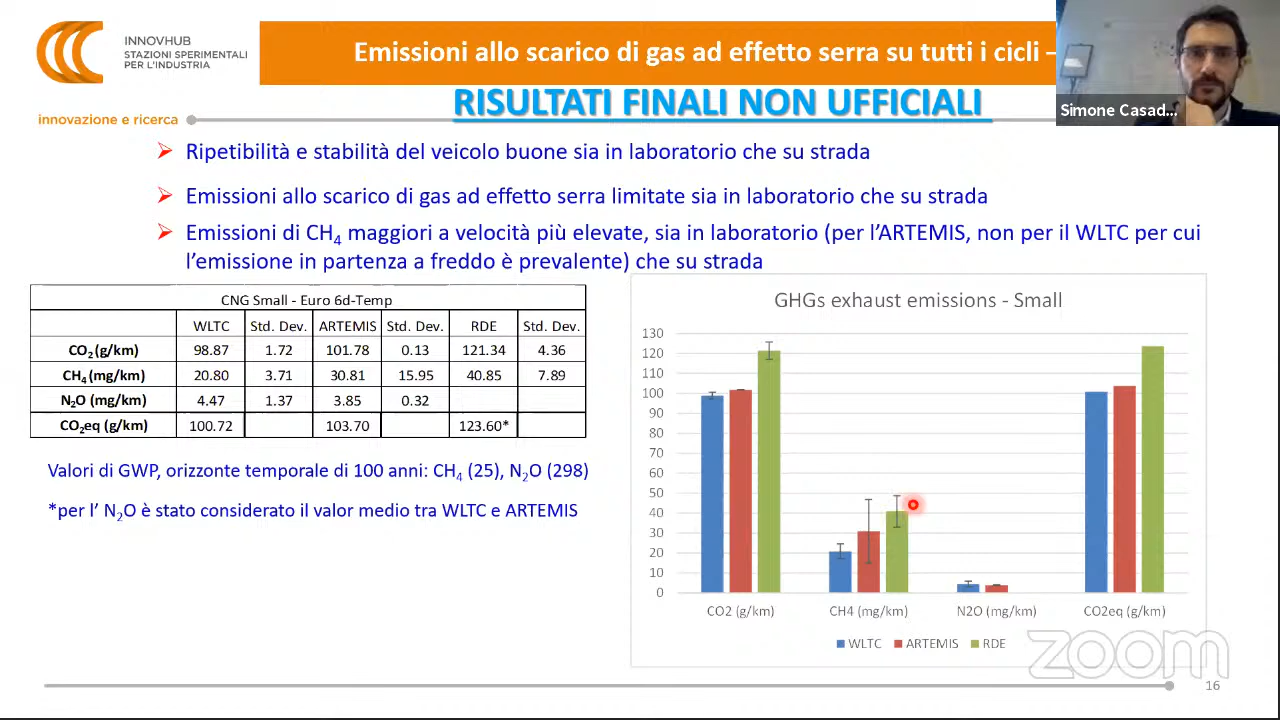 INNOVHUB
STAZIONI SPERIMENTALI
PER L'INDUSTRIA
innovazione e ricerca
Emissioni allo scarico di gas ad effetto serra su tutti i cicli –
RISULTATI FINALI NON UFFICIALI
Simone Casad...
Ripetibilità e stabilità del veicolo buone sia in laboratorio che su strada
Emissioni allo scarico di gas ad effetto serra limitate sia in laboratorio che su strada
Emissioni di CH4 maggiori a velocità più elevate, sia in laboratorio (per l'ARTEMIS, non per il WLTC per cui
l'emissione in partenza a freddo è prevalente) che su strada
CNG Small - Euro 6d-Temp
WLTC Std. Dev. ARTEMIS Std. Dev. RDE Std. Dev.
CO2 (g/km) 98.87 1.72 101.78 0.13 121.34 4.36
CH4 (mg/km) 20.80 3.71 30.81 15.95 40.85 7.89
N2O (mg/km) 4.47 1.37 3.85 0.32
CO2eq (g/km) 100.72 103.70 123.60*
Valori di GWP, orizzonte temporale di 100 anni: CH4 (25), N2O (298)
*per l' N2O è stato considerato il valor medio tra WLTC e ARTEMIS
GHGs exhaust emissions - Small
130
120
110
100
90
80
70
60
50
40
30
20
10
0
CO2 (g/km) CH4 (mg/km) N2O (mg/km) CO2eq (g/km)
WLTC ARTEMIS RDE
zoom
16